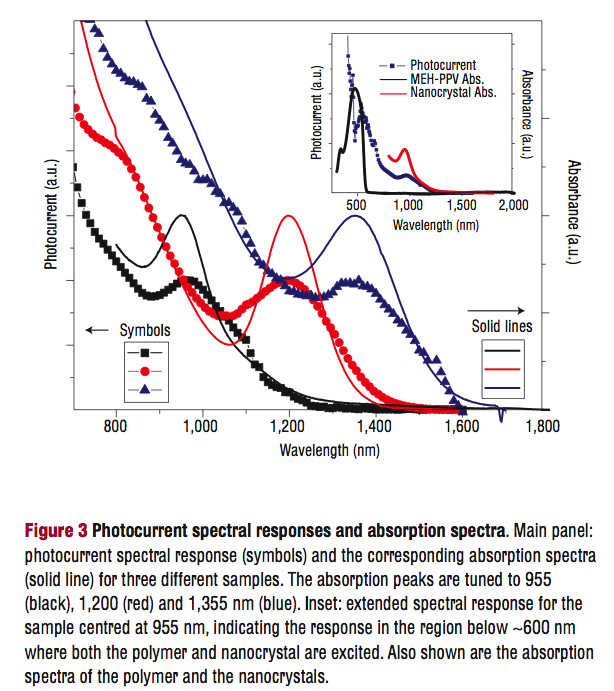 Photocurrent (a.u.)
Absorbance (a.u.)
Photocurrent
MEH-PPV Abs.
Nanocrystal Abs.
Photocurrent (a.u.)
Absorbance (a.u.)
500 1,000 1,500 2,000
Wavelength (nm)
Symbols
Solid lines
800 1,000 1,200 1,400 1,600 1,800
Wavelength (nm)
Figure 3 Photocurrent spectral responses and absorption spectra. Main panel:
photocurrent spectral response (symbols) and the corresponding absorption spectra
(solid line) for three different samples. The absorption peaks are tuned to 955
(black), 1,200 (red) and 1,355 nm (blue). Inset: extended spectral response for the
sample centred at 955 nm, indicating the response in the region below ~600 nm
where both the polymer and nanocrystal are excited. Also shown are the absorption
spectra of the polymer and the nanocrystals.